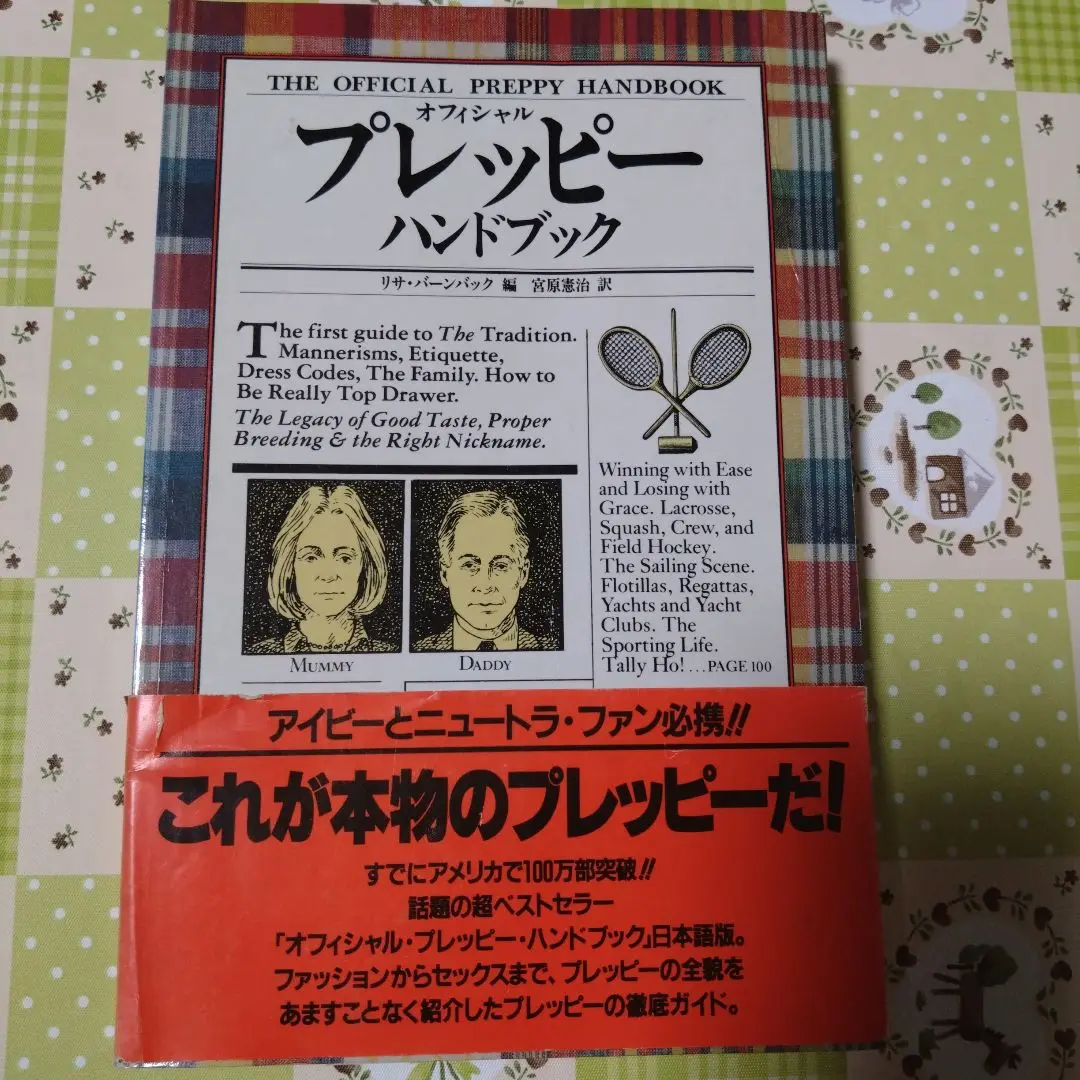 THE OFFICIAL PREPPY HANDBOOK
オフィシャル
プレッピー
ハンドブック
リサ・バーンバック 編 宮原憲治 訳
The first guide to The Tradition.
Mannerisms, Etiquette,
Dress Codes, The Family. How to
Be Really Top Drawer.
The Legacy of Good Taste, Proper
Breeding & the Right Nickname.
MUMMY
DADDY
Winning with Ease
and Losing with
Grace. Lacrosse,
Squash, Crew, and
Field Hockey.
The Sailing Scene.
Flotillas, Regattas,
Yachts and Yacht
Clubs. The
Sporting Life.
Tally Ho! ...PAGE 100
アイビーとニュートラ・ファン必携!!
これが本物のプレッピーだ!
すでにアメリカで100万部突破!!
話題の超ベストセラー
「オフィシャル・プレッピー・ハンドブック」日本語版。
ファッションからセックスまで、プレッピーの全貌を
あますことなく紹介したプレッピーの徹底ガイド。